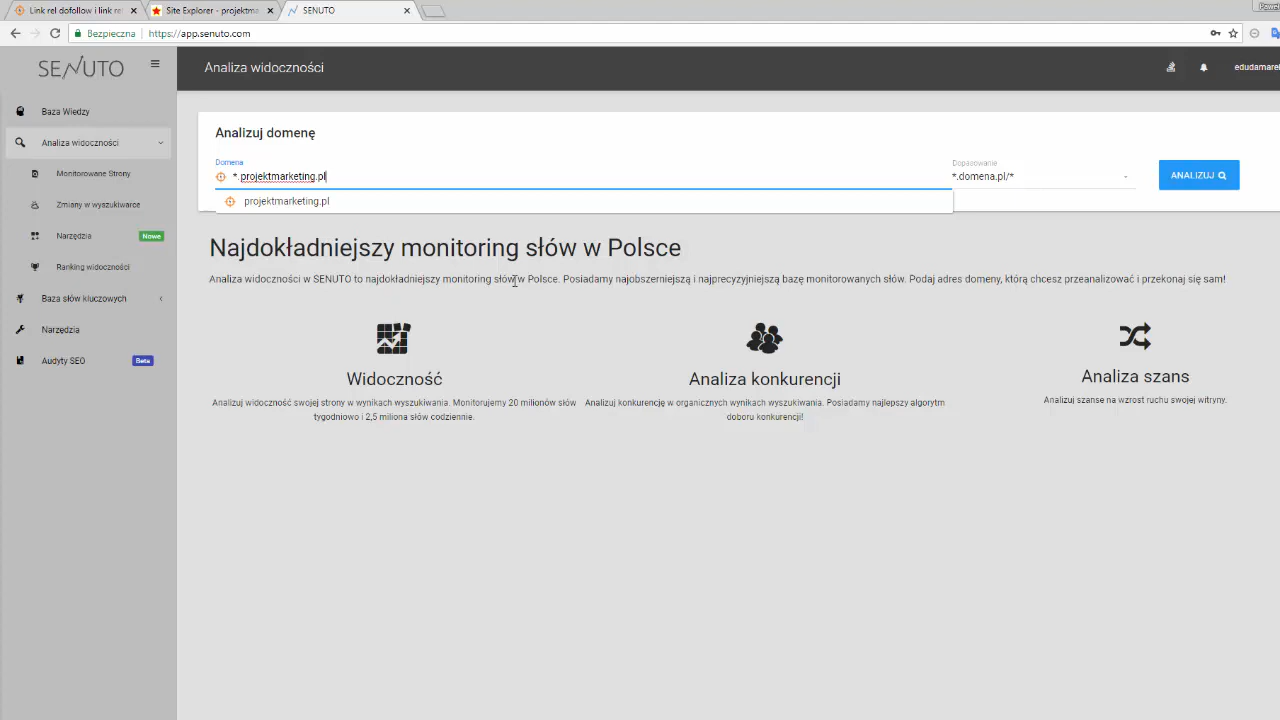 Link rel dofollow i link re
Site Explorer - projektma
SENUTO
Bezpieczna
https://app.senuto.com
SENUTO
Analiza widoczności
edudamarek
Baza Wiedzy
Analiza widoczności
Monitorowane Strony
Zmiany w wyszukiwarce
Narzędzia
Nowe
Ranking widoczności
Baza słów kluczowych
Narzędzia
Audyty SEO
Beta
Analizuj domenę
Domena
*.projektmarketing.pl
Dopasowanie
*.domena.pl/*
ANALIZUJ
projektmarketing.pl
Najdokładniejszy monitoring słów w Polsce
Analiza widoczności w SENUTO to najdokładniejszy monitoring słów w Polsce. Posiadamy najobszerniejszą i najprecyzyjniejszą bazę monitorowanych słów. Podaj adres domeny, którą chcesz przeanalizować i przekonaj się sam!
Widoczność
Analizuj widoczność swojej strony w wynikach wyszukiwania. Monitorujemy 20 milionów słów
tygodniowo i 2,5 miliona słów codziennie.
Analiza konkurencji
Analizuj konkurencję w organicznych wynikach wyszukiwania. Posiadamy najlepszy algorytm
doboru konkurencji!
Analiza szans
Analizuj szanse na wzrost ruchu swojej witryny.